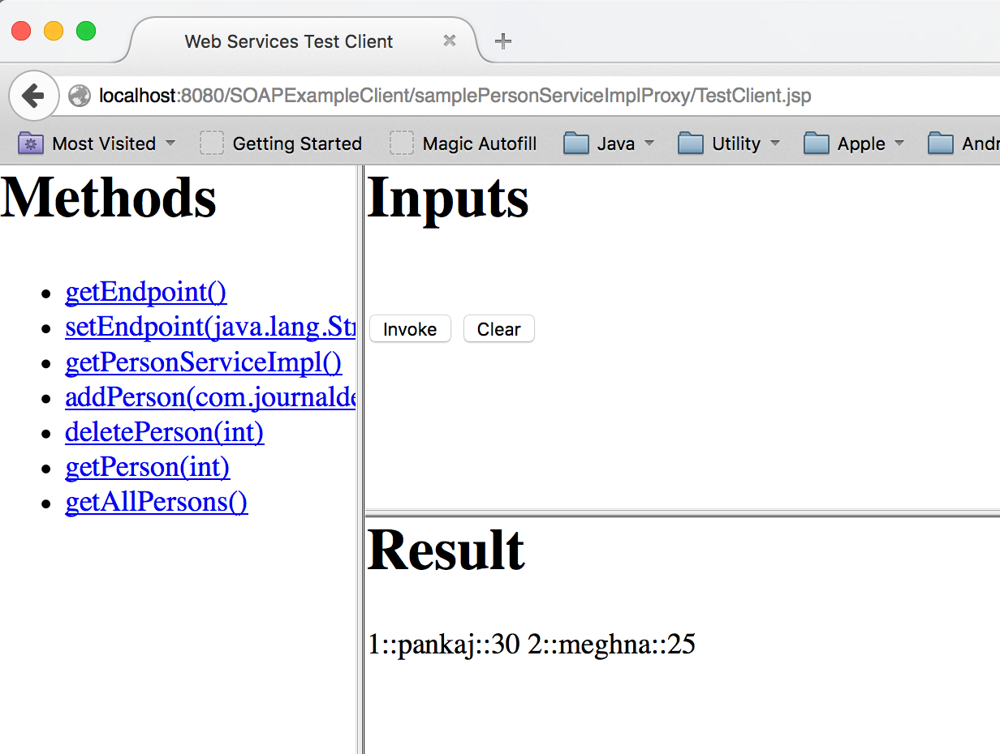 Web Services Test Client
localhost:8080/SOAPExampleClient/samplePersonServiceImplProxy/TestClient.jsp
Most Visited Getting Started Magic Autofill Java Utility Apple Andr
Methods
getEndpoint()
setEndpoint(java.lang.Str
getPersonServiceImpl()
addPerson(com.journalde
deletePerson(int)
getPerson(int)
getAllPersons()
Inputs
Invoke Clear
Result
1::pankaj::30 2::meghna::25